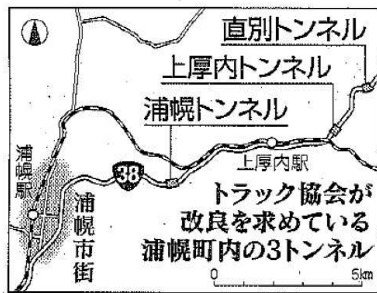 直別トンネル
上厚内トンネル
浦幌トンネル
浦幌駅
38
上厚内駅
浦幌市街
トラック協会が
改良を求めている
浦幌町内の3トンネル
0
5km